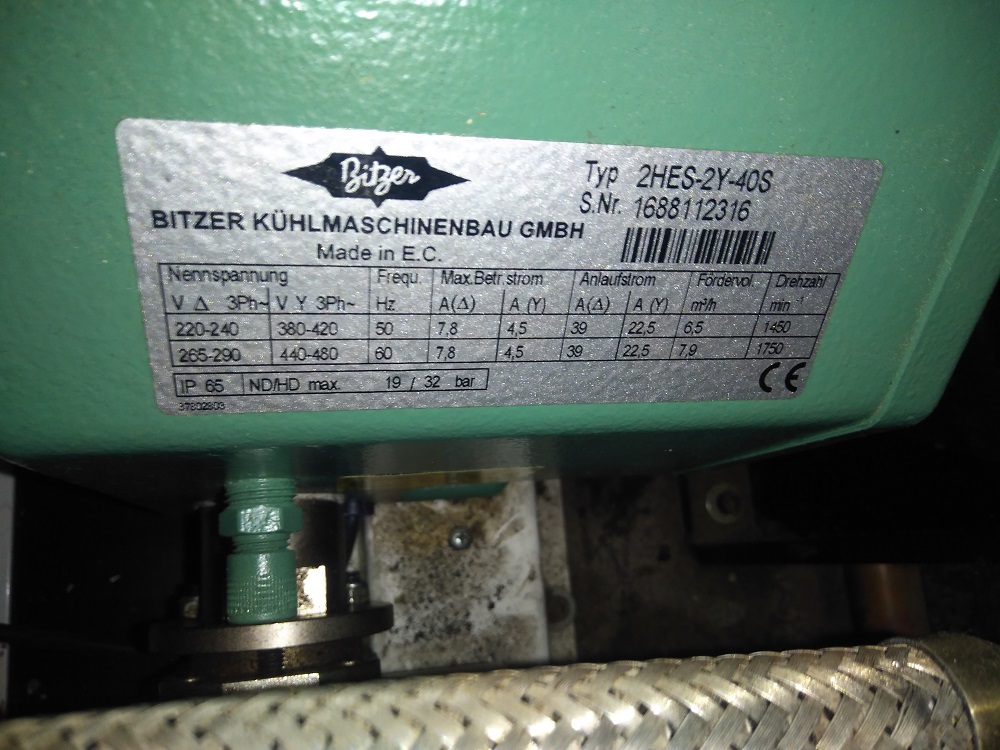 Bitzer
BITZER KÜHLMASCHINENBAU GMBH
Made in E.C.
Typ 2HES-2Y-40S
S.Nr. 1688112316
Nennspannung Frequ. Max.Betr.strom Anlaufstrom Fördervol. Drehzahl
V Δ 3Ph~ V Y 3Ph~ Hz A(Δ) A (Y) A(Δ) A (Y) m³/h min⁻¹
220-240 380-420 50 7,8 4,5 39 22,5 6,5 1450
265-290 440-480 60 7,8 4,5 39 22,5 7,9 1750
IP 65 ND/HD max. 19 / 32 bar
CE
37802803